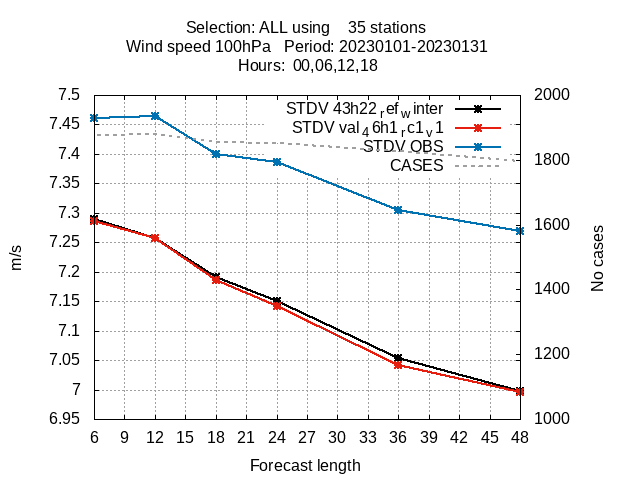 Selection: ALL using 35 stations
Wind speed 100hPa Period: 20230101-20230131
Hours: 00,06,12,18
STDV 43h22ref winter
STDV val46h1rc1v1
STDV OBS
CASES
7.5
7.45
7.4
7.35
7.3
7.25
7.2
7.15
7.1
7.05
7
6.95
2000
1800
1600
1400
1200
1000
m/s
No cases
6 9 12 15 18 21 24 27 30 33 36 39 42 45 48
Forecast length